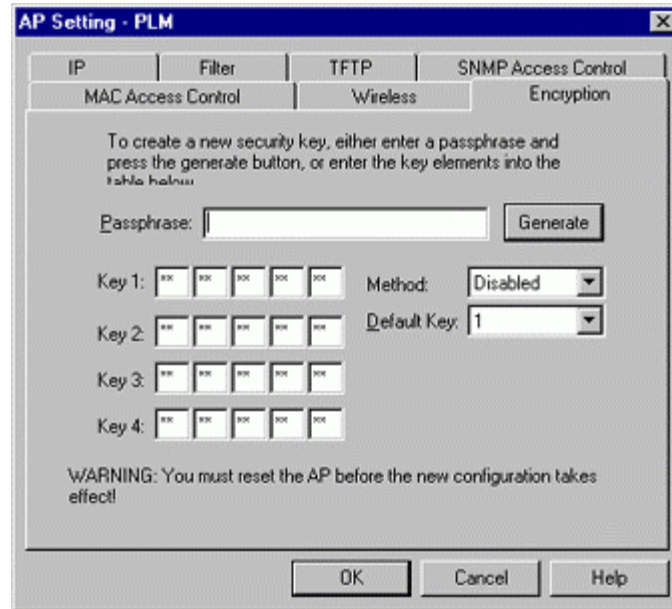 AP Setting - PLM
IP Filter TFTP SNMP Access Control
MAC Access Control Wireless Encryption
To create a new security key, either enter a passphrase and
press the generate button, or enter the key elements into the
table below.
Passphrase: Generate
Key 1: ** ** ** ** ** Method: Disabled
Key 2: ** ** ** ** ** Default Key: 1
Key 3: ** ** ** ** **
Key 4: ** ** ** ** **
WARNING: You must reset the AP before the new configuration takes
effect!
OK Cancel Help